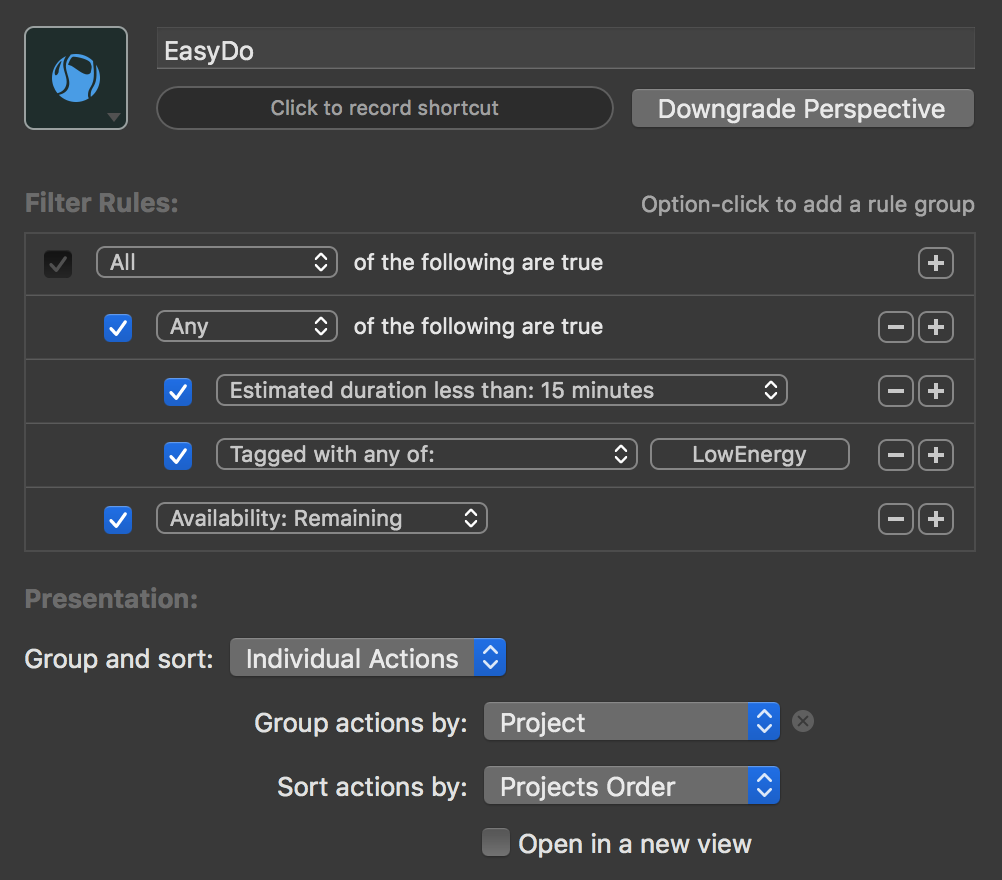 EasyDo
Click to record shortcut
Downgrade Perspective
Filter Rules:
Option-click to add a rule group
All of the following are true
Any of the following are true
Estimated duration less than: 15 minutes
Tagged with any of: LowEnergy
Availability: Remaining
Presentation:
Group and sort: Individual Actions
Group actions by: Project
Sort actions by: Projects Order
Open in a new view